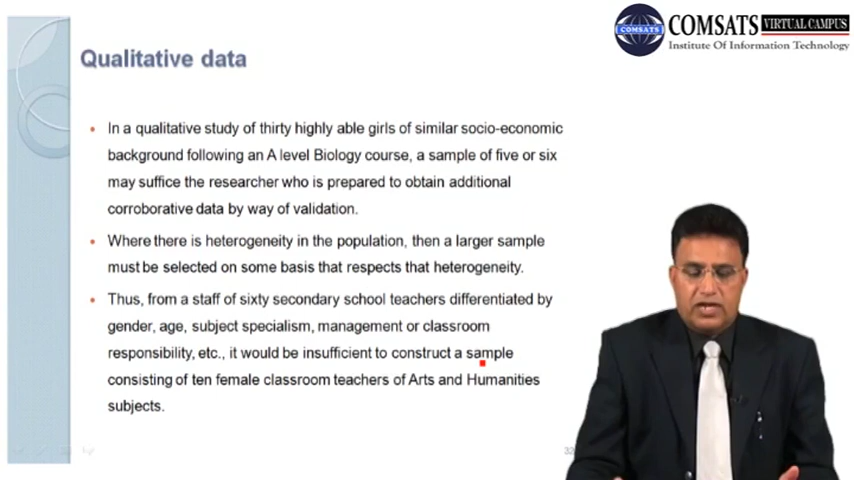 COMSATS
COMSATS VIRTUAL CAMPUS
Institute Of Information Technology
Qualitative data
In a qualitative study of thirty highly able girls of similar socio-economic
background following an A level Biology course, a sample of five or six
may suffice the researcher who is prepared to obtain additional
corroborative data by way of validation.
Where there is heterogeneity in the population, then a larger sample
must be selected on some basis that respects that heterogeneity.
Thus, from a staff of sixty secondary school teachers differentiated by
gender, age, subject specialism, management or classroom
responsibility, etc., it would be insufficient to construct a sample
consisting of ten female classroom teachers of Arts and Humanities
subjects.
32